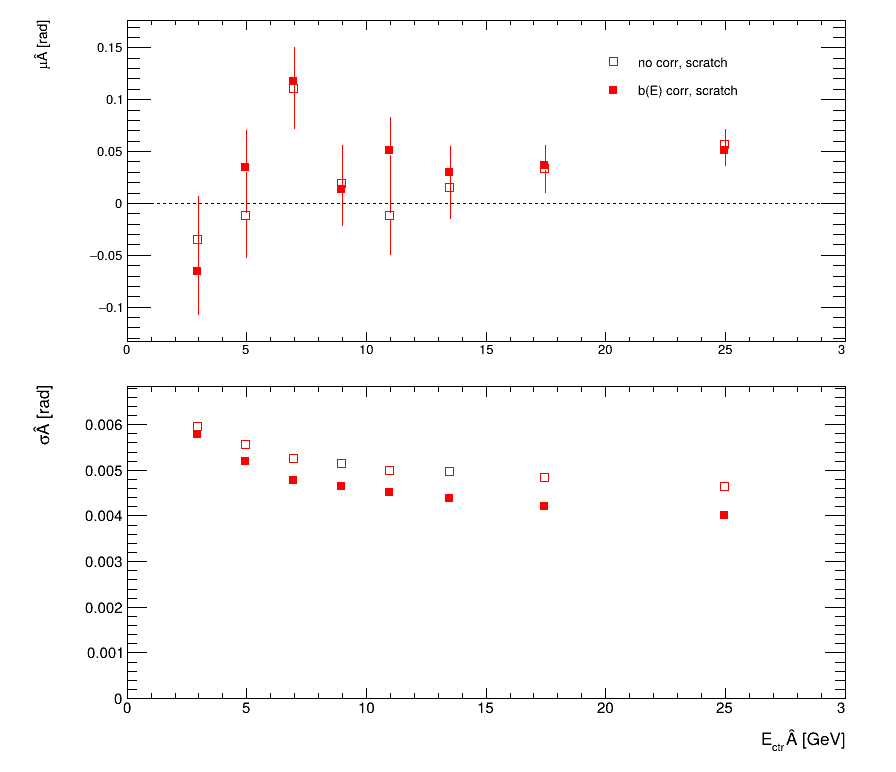 μÂ [rad]
0.15
0.1
0.05
0
−0.05
−0.1
no corr, scratch
b(E) corr, scratch
0 5 10 15 20 25 3
σÂ [rad]
0.006
0.005
0.004
0.003
0.002
0.001
0
0 5 10 15 20 25 3
E_ctr Â [GeV]